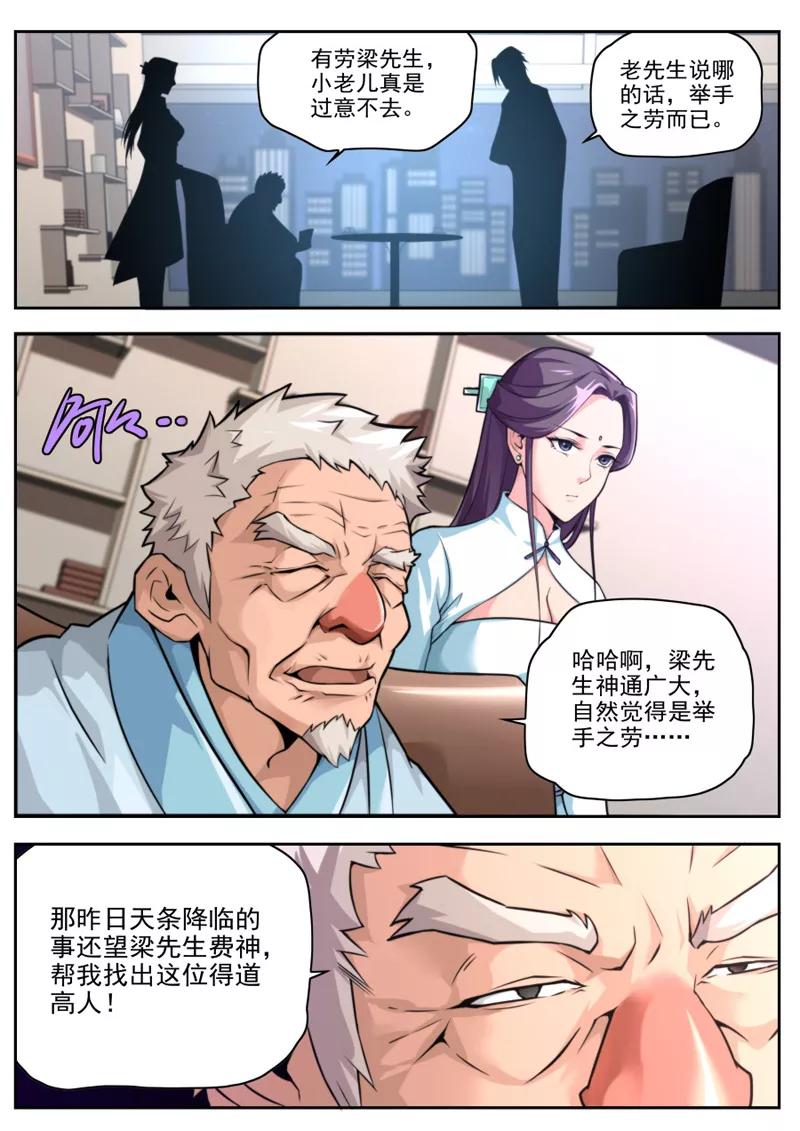 有劳梁先生，
小老儿真是
过意不去。
老先生说哪
的话，举手
之劳而已。
哈哈啊，梁先
生神通广大，
自然觉得是举
手之劳……
那昨日天条降临的
事还望梁先生费神，
帮我找出这位得道
高人！